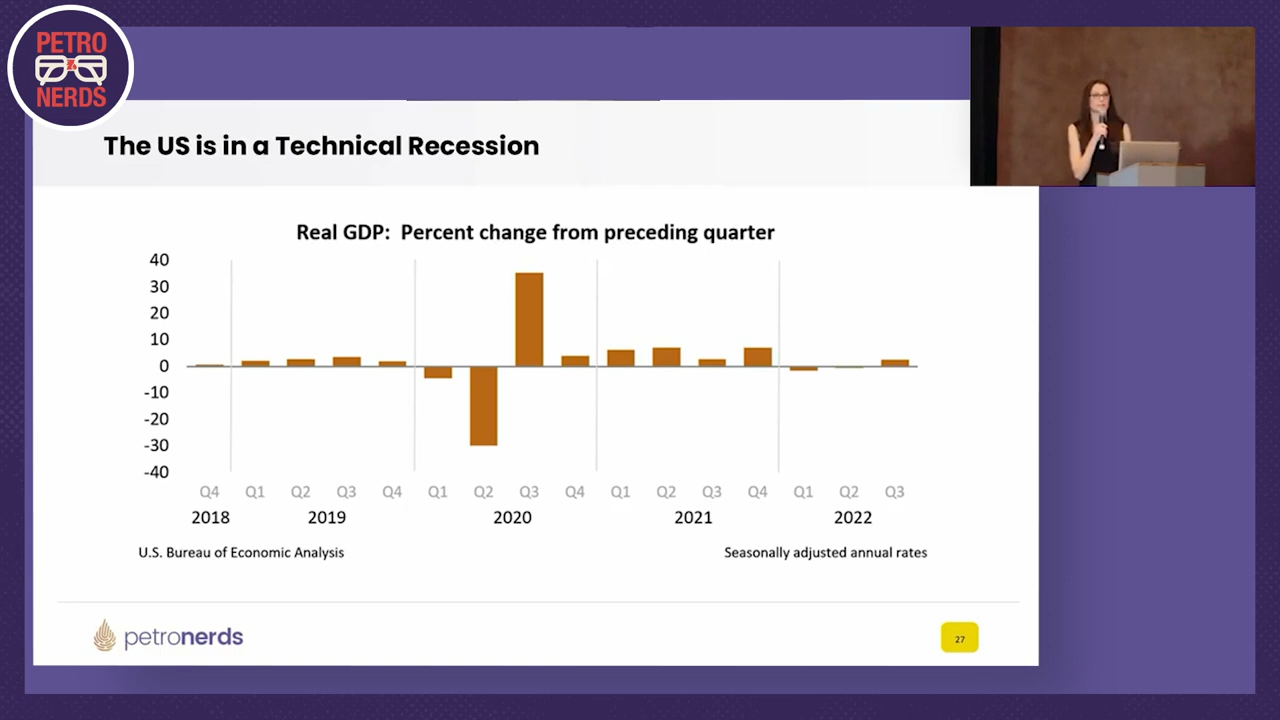 PETRO
NERDS
The US is in a Technical Recession
Real GDP: Percent change from preceding quarter
40
30
20
10
0
-10
-20
-30
-40
Q4 Q1 Q2 Q3 Q4 Q1 Q2 Q3 Q4 Q1 Q2 Q3 Q4 Q1 Q2 Q3
2018 2019 2020 2021 2022
U.S. Bureau of Economic Analysis
Seasonally adjusted annual rates
petronerds
27